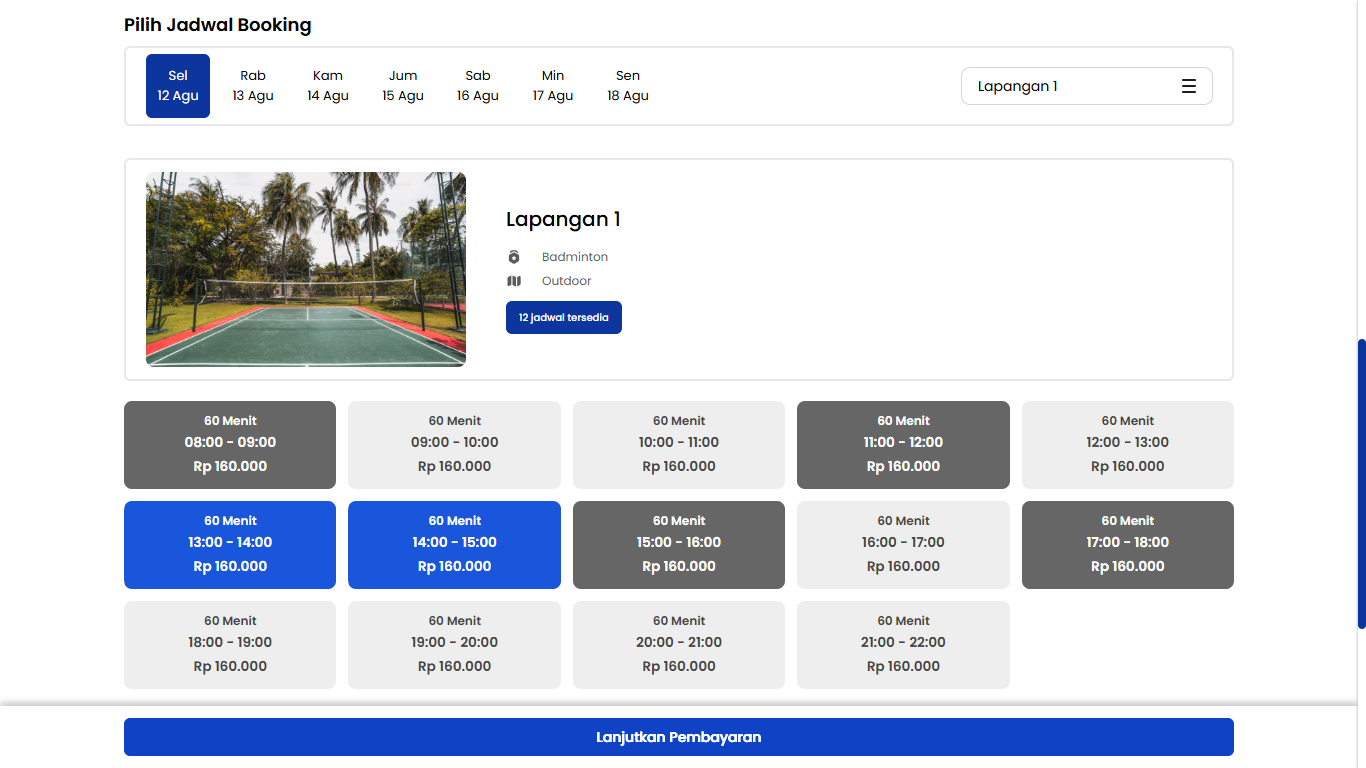 Pilih Jadwal Booking
Sel Rab Kam Jum Sab Min Sen
12 Agu 13 Agu 14 Agu 15 Agu 16 Agu 17 Agu 18 Agu
Lapangan 1
Lapangan 1
Badminton
Outdoor
12 jadwal tersedia
60 Menit 60 Menit 60 Menit 60 Menit 60 Menit
08:00 - 09:00 09:00 - 10:00 10:00 - 11:00 11:00 - 12:00 12:00 - 13:00
Rp 160.000 Rp 160.000 Rp 160.000 Rp 160.000 Rp 160.000
60 Menit 60 Menit 60 Menit 60 Menit 60 Menit
13:00 - 14:00 14:00 - 15:00 15:00 - 16:00 16:00 - 17:00 17:00 - 18:00
Rp 160.000 Rp 160.000 Rp 160.000 Rp 160.000 Rp 160.000
60 Menit 60 Menit 60 Menit 60 Menit
18:00 - 19:00 19:00 - 20:00 20:00 - 21:00 21:00 - 22:00
Rp 160.000 Rp 160.000 Rp 160.000 Rp 160.000
Lanjutkan Pembayaran